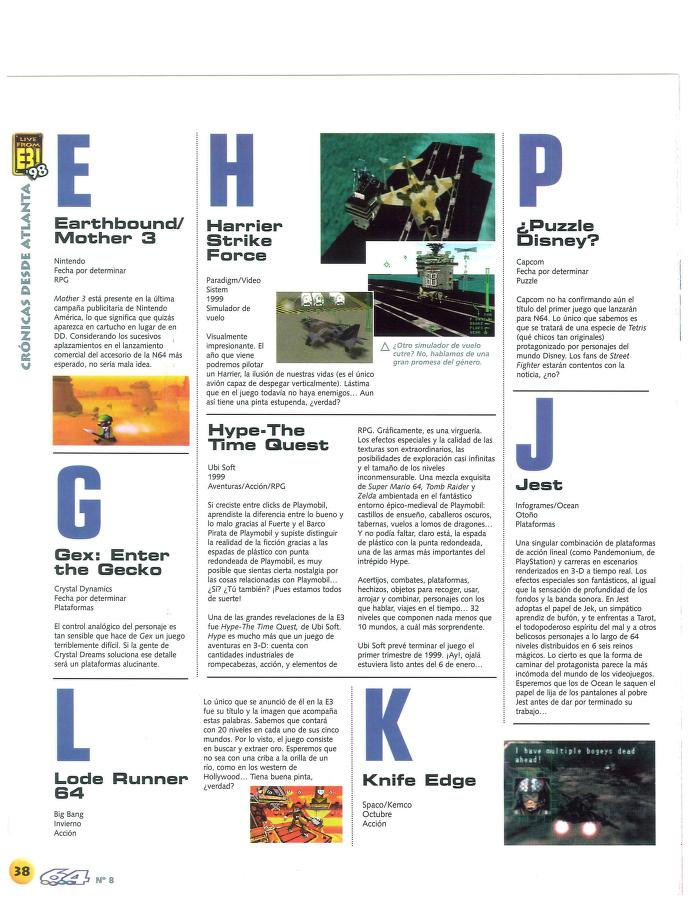 LIVE
FROM
E3!
'98
CRÓNICAS DESDE ATLANTA
E
Earthbound/
Mother 3
Nintendo
Fecha por determinar
RPG
Mother 3 está presente en la última
campaña publicitaria de Nintendo
América, lo que significa que quizás
aparezca en cartucho en lugar de en
DD. Considerando los sucesivos
aplazamientos en el lanzamiento
comercial del accesorio de la N64 más
esperado, no sería mala idea.
G
Gex: Enter
the Gecko
Crystal Dynamics
Fecha por determinar
Plataformas
El control analógico del personaje es
tan sensible que hace de Gex un juego
terriblemente difícil. Si la gente de
Crystal Dreams soluciona ese detalle
será un plataformas alucinante.
H
Harrier
Strike
Force
Paradigm/Video
Sistem
1999
Simulador de
vuelo
Visualmente
impresionante. El
año que viene
podremos pilotar
un Harrier, la ilusión de nuestras vidas (es el único
avión capaz de despegar verticalmente). Lástima
que en el juego todavía no haya enemigos... Aun
así tiene una pinta estupenda, ¿verdad?
¿Otro simulador de vuelo
cutre? No, hablamos de una
gran promesa del género.
Hype-The
Time Quest
Ubi Soft
1999
Aventuras/Acción/RPG
Si creciste entre clicks de Playmobil,
aprendiste la diferencia entre lo bueno y
lo malo gracias al Fuerte y el Barco
Pirata de Playmobil y supiste distinguir
la realidad de la ficción gracias a las
espadas de plástico con punta
redondeada de Playmobil, es muy
posible que sientas cierta nostalgia por
las cosas relacionadas con Playmobil...
¿Sí? ¿Tú también? ¡Pues estamos todos
de suerte!
Una de las grandes revelaciones de la E3
fue Hype-The Time Quest, de Ubi Soft.
Hype es mucho más que un juego de
aventuras en 3-D: cuenta con
cantidades industriales de
rompecabezas, acción, y elementos de
RPG. Gráficamente, es una virguería.
Los efectos especiales y la calidad de las
texturas son extraordinarios, las
posibilidades de exploración casi infinitas
y el tamaño de los niveles
inconmensurable. Una mezcla exquisita
de Super Mario 64, Tomb Raider y
Zelda ambientada en el fantástico
entorno épico-medieval de Playmobil:
castillos de ensueño, caballeros oscuros,
tabernas, vuelos a lomos de dragones...
Y no podía faltar, claro está, la espada
de plástico con la punta redondeada,
una de las armas más importantes del
intrépido Hype.
Acertijos, combates, plataformas,
hechizos, objetos para recoger, usar,
arrojar y combinar, personajes con los
que hablar, viajes en el tiempo... 32
niveles que componen nada menos que
10 mundos, a cuál más sorprendente.
Ubi Soft prevé terminar el juego el
primer trimestre de 1999. ¡Ay!, ojalá
estuviera listo antes del 6 de enero...
P
¿Puzzle
Disney?
Capcom
Fecha por determinar
Puzzle
Capcom no ha confirmando aún el
título del primer juego que lanzarán
para N64. Lo único que sabemos es
que se tratará de una especie de Tetris
(qué chicos tan originales)
protagonizado por personajes del
mundo Disney. Los fans de Street
Fighter estarán contentos con la
noticia, ¿no?
J
Jest
Infogrames/Ocean
Otoño
Plataformas
Una singular combinación de plataformas
de acción lineal (como Pandemonium, de
PlayStation) y carreras en escenarios
renderizados en 3-D a tiempo real. Los
efectos especiales son fantásticos, al igual
que la sensación de profundidad de los
fondos y la banda sonora. En Jest
adoptas el papel de Jek, un simpático
aprendiz de bufón, y te enfrentas a Tarot,
el todopoderoso espíritu del mal y a otros
belicosos personajes a lo largo de 64
niveles distribuidos en 6 seis reinos
mágicos. Lo cierto es que la forma de
caminar del protagonista parece la más
incómoda del mundo de los videojuegos.
Esperemos que los de Ocean le saquen el
papel de lija de los pantalones al pobre
Jest antes de dar por terminado su
trabajo...
L
Lode Runner
64
Big Bang
Invierno
Acción
Lo único que se anunció de él en la E3
fue su título y la imagen que acompaña
estas palabras. Sabemos que contará
con 20 niveles en cada uno de sus cinco
mundos. Por lo visto, el juego consiste
en buscar y extraer oro. Esperemos que
no sea con una criba a la orilla de un
río, como en los western de
Hollywood... Tiena buena pinta,
¿verdad?
K
Knife Edge
Spaco/Kemco
Octubre
Acción
I have multiple bogeys dead
ahead!
38
64
Nº 8